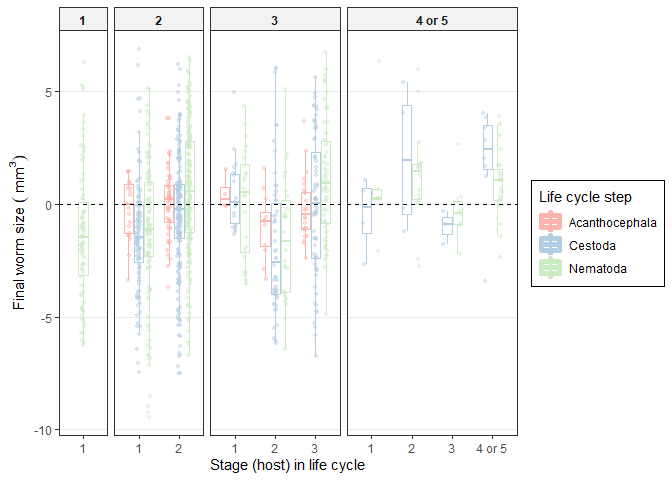 1 2 3 4 or 5
Final worm size ( mm³)
5
0
-5
-10
1 1 2 1 2 3 1 2 3 4 or 5
Stage (host) in life cycle
Life cycle step
Acanthocephala
Cestoda
Nematoda